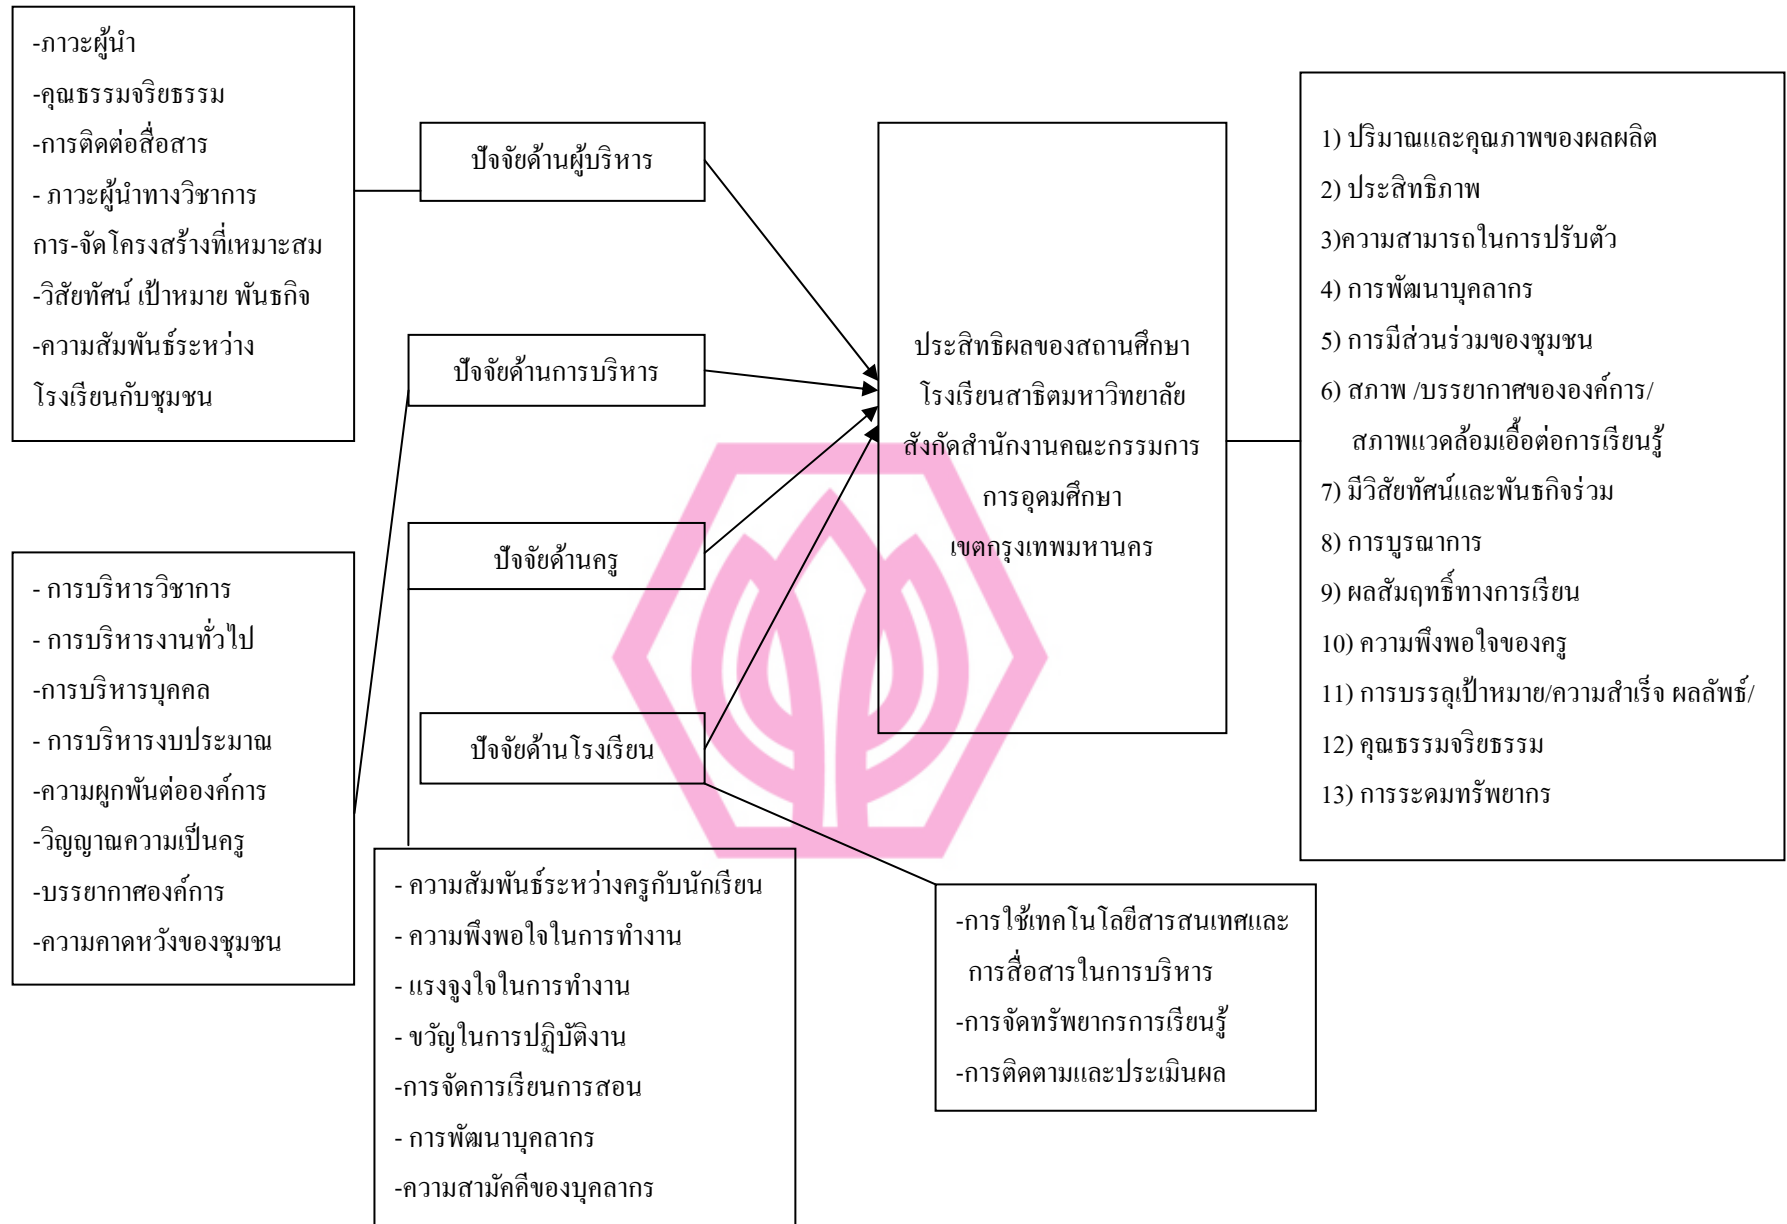 -ภาวะผู้นำ
-คุณธรรมจริยธรรม
-การติดต่อสื่อสาร
- ภาวะผู้นำทางวิชาการ
การ-จัดโครงสร้างที่เหมาะสม
-วิสัยทัศน์ เป้าหมาย พันธกิจ
-ความสัมพันธ์ระหว่าง
โรงเรียนกับชุมชน
- การบริหารวิชาการ
- การบริหารงานทั่วไป
-การบริหารบุคคล
- การบริหารงบประมาณ
-ความผูกพันต่อองค์การ
-วิญญาณความเป็นครู
-บรรยากาศองค์การ
-ความคาดหวังของชุมชน
ปัจจัยด้านผู้บริหาร
ปัจจัยด้านการบริหาร
ปัจจัยด้านครู
ปัจจัยด้านโรงเรียน
- ความสัมพันธ์ระหว่างครูกับนักเรียน
- ความพึงพอใจในการทำงาน
- แรงจูงใจในการทำงาน
- ขวัญในการปฏิบัติงาน
-การจัดการเรียนการสอน
- การพัฒนาบุคลากร
-ความสามัคคีของบุคลากร
ประสิทธิผลของสถานศึกษา
โรงเรียนสาธิตมหาวิทยาลัย
สังกัดสำนักงานคณะกรรมการ
การอุดมศึกษา
เขตกรุงเทพมหานคร
-การใช้เทคโนโลยีสารสนเทศและ
การสื่อสารในการบริหาร
-การจัดทรัพยากรการเรียนรู้
-การติดตามและประเมินผล
1) ปริมาณและคุณภาพของผลผลิต
2) ประสิทธิภาพ
3)ความสามารถในการปรับตัว
4) การพัฒนาบุคลากร
5) การมีส่วนร่วมของชุมชน
6) สภาพ /บรรยากาศขององค์การ/
สภาพแวดล้อมเอื้อต่อการเรียนรู้
7) มีวิสัยทัศน์และพันธกิจร่วม
8) การบูรณาการ
9) ผลสัมฤทธิ์ทางการเรียน
10) ความพึงพอใจของครู
11) การบรรลุเป้าหมาย/ความสำเร็จ ผลลัพธ์/
12) คุณธรรมจริยธรรม
13) การระดมทรัพยากร